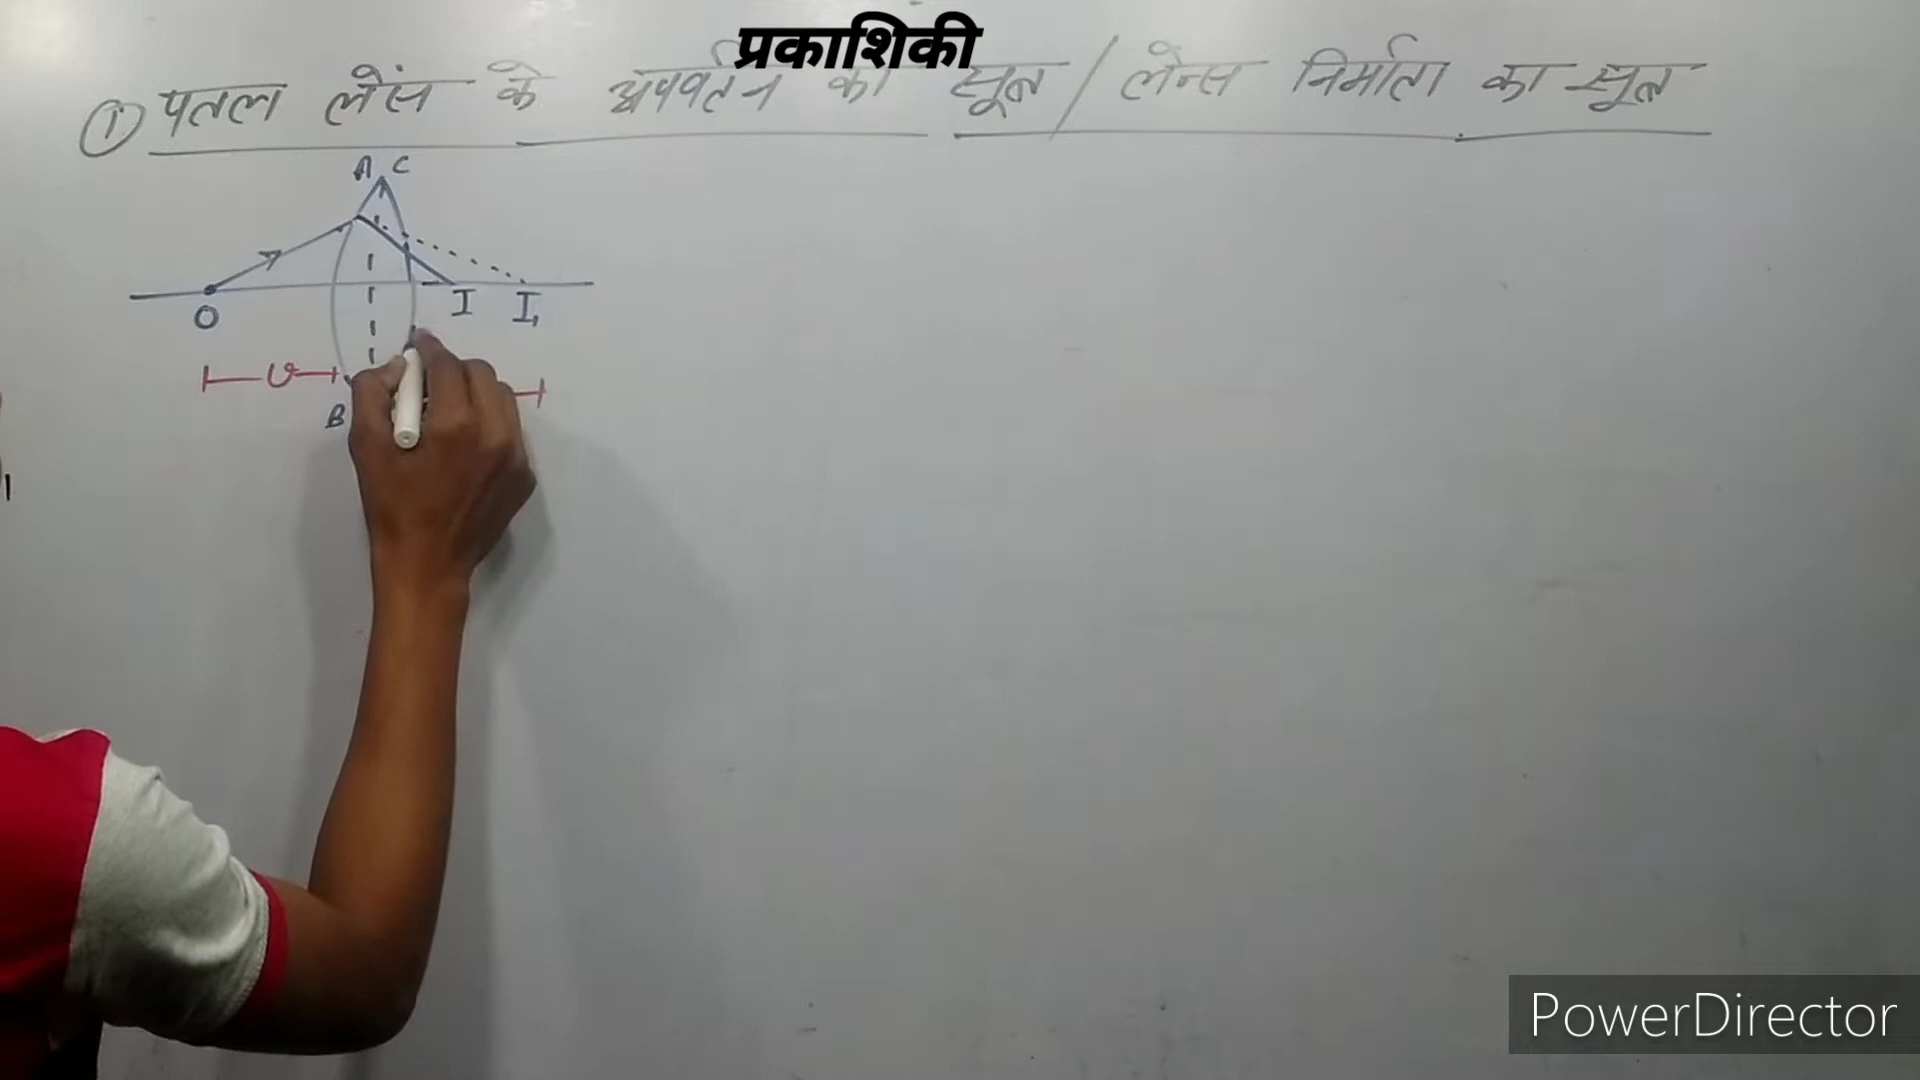 प्रकाशिकी
① पतल लेंस के अपवर्तन का सूत्र / लेन्स निर्माता का सूत्र
A C
O I I₁
U
B
PowerDirector